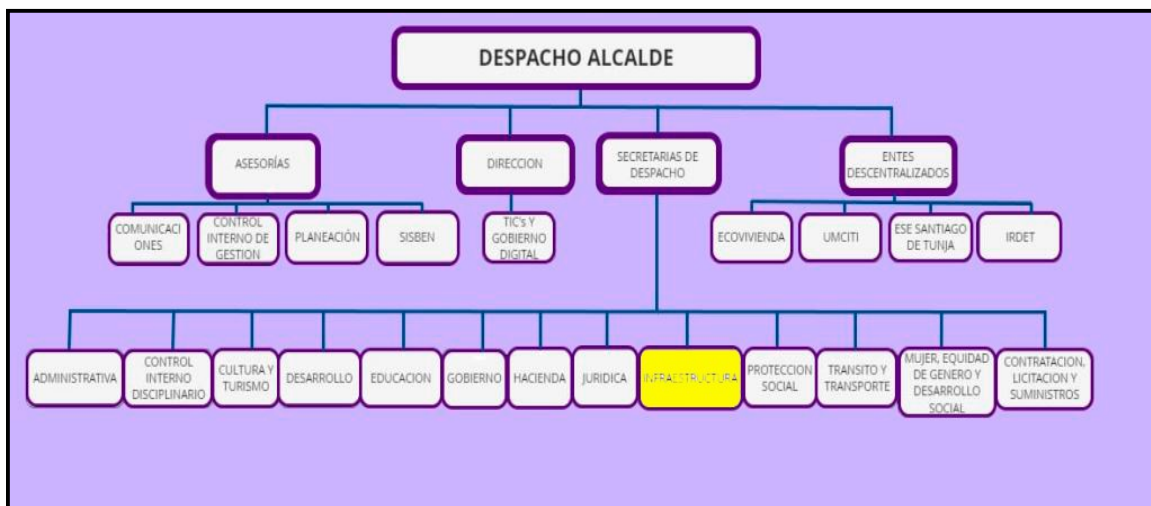 DESPACHO ALCALDE
ASESORÍAS
DIRECCION
SECRETARIAS DE
DESPACHO
ENTES
DESCENTRALIZADOS
COMUNICACI
ONES
CONTROL
INTERNO DE
GESTION
PLANEACIÓN
SISBEN
TIC's Y
GOBIERNO
DIGITAL
ECOVIVIENDA
UMCITI
ESE SANTIAGO
DE TUNJA
IRDET
ADMINISTRATIVA
CONTROL
INTERNO
DISCIPLINARIO
CULTURA Y
TURISMO
DESARROLLO
EDUCACION
GOBIERNO
HACIENDA
JURIDICA
INFRAESTRUCTURA
PROTECCION
SOCIAL
TRANSITO Y
TRANSPORTE
MUJER, EQUIDAD
DE GENERO Y
DESARROLLO
SOCIAL
CONTRATACION,
LICITACION Y
SUMINISTROS